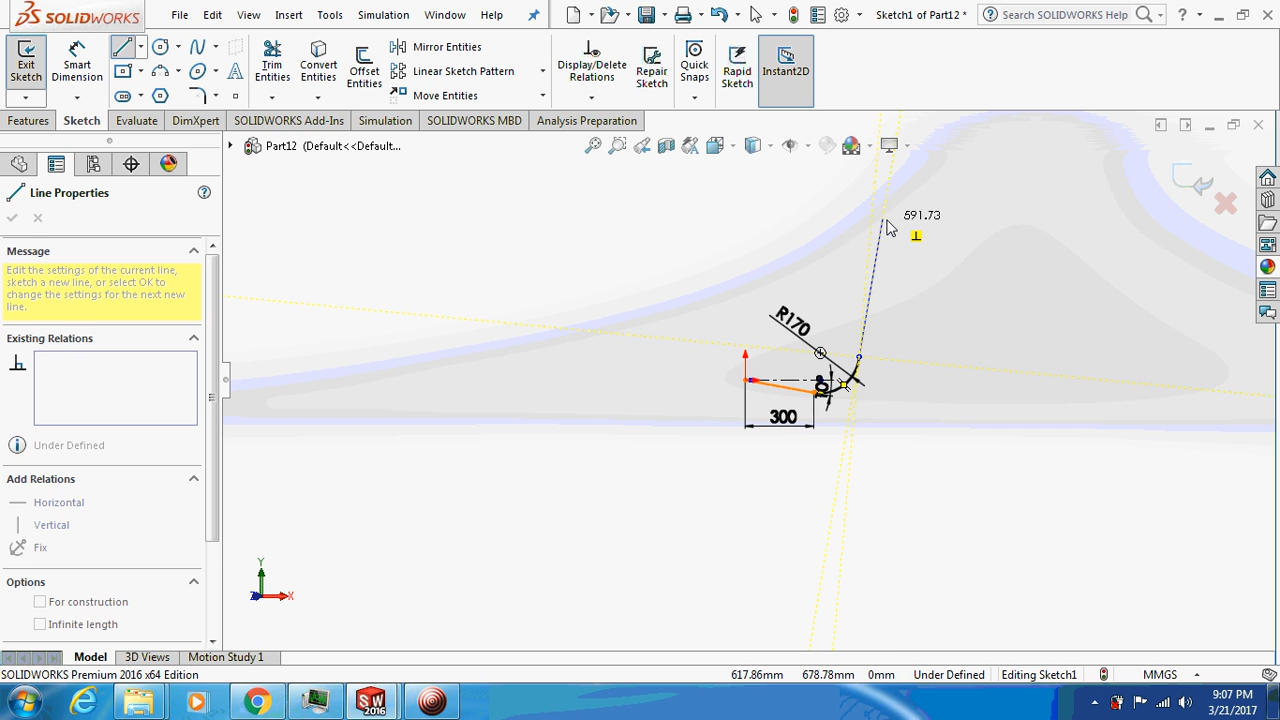 SOLIDWORKS
File Edit View Insert Tools Simulation Window Help
Sketch1 of Part12 *
Search SOLIDWORKS Help
Exit Sketch
Smart Dimension
Trim Entities
Convert Entities
Offset Entities
Mirror Entities
Linear Sketch Pattern
Move Entities
Display/Delete Relations
Repair Sketch
Quick Snaps
Rapid Sketch
Instant2D
Features Sketch Evaluate DimXpert SOLIDWORKS Add-Ins Simulation SOLIDWORKS MBD Analysis Preparation
Part12 (Default<<Default...
Line Properties
Message
Edit the settings of the current line,
sketch a new line, or select OK to
change the settings for the next new
line.
Existing Relations
Under Defined
Add Relations
Horizontal
Vertical
Fix
Options
For construction
Infinite length
591.73
R170
300
Y
X
Z
Model 3D Views Motion Study 1
SOLIDWORKS Premium 2016 x64 Edition
617.86mm 678.78mm 0mm Under Defined Editing Sketch1 MMGS
SW
2016
9:07 PM
3/21/2017